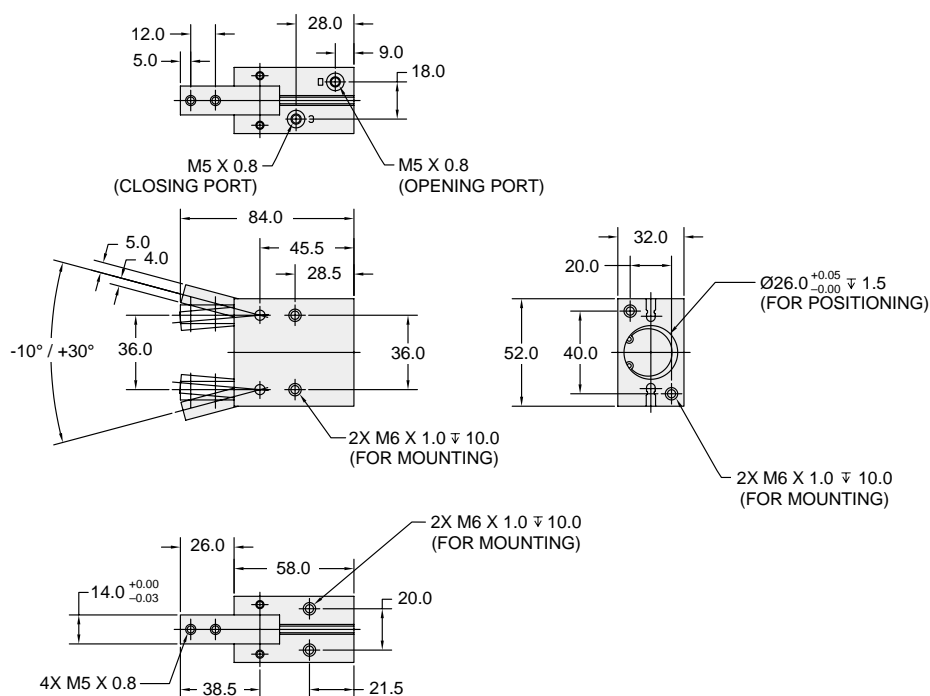 28.0
12.0
9.0
5.0
18.0
M5 X 0.8
(CLOSING PORT)
M5 X 0.8
(OPENING PORT)
84.0
32.0
5.0
4.0
45.5
20.0
28.5
Ø26.0 +0.05 −0.00 ↧ 1.5
(FOR POSITIONING)
-10° / +30°
36.0
36.0
52.0
40.0
2X M6 X 1.0 ↧ 10.0
(FOR MOUNTING)
2X M6 X 1.0 ↧ 10.0
(FOR MOUNTING)
2X M6 X 1.0 ↧ 10.0
(FOR MOUNTING)
26.0
58.0
14.0 +0.00 −0.03
20.0
4X M5 X 0.8
38.5
21.5